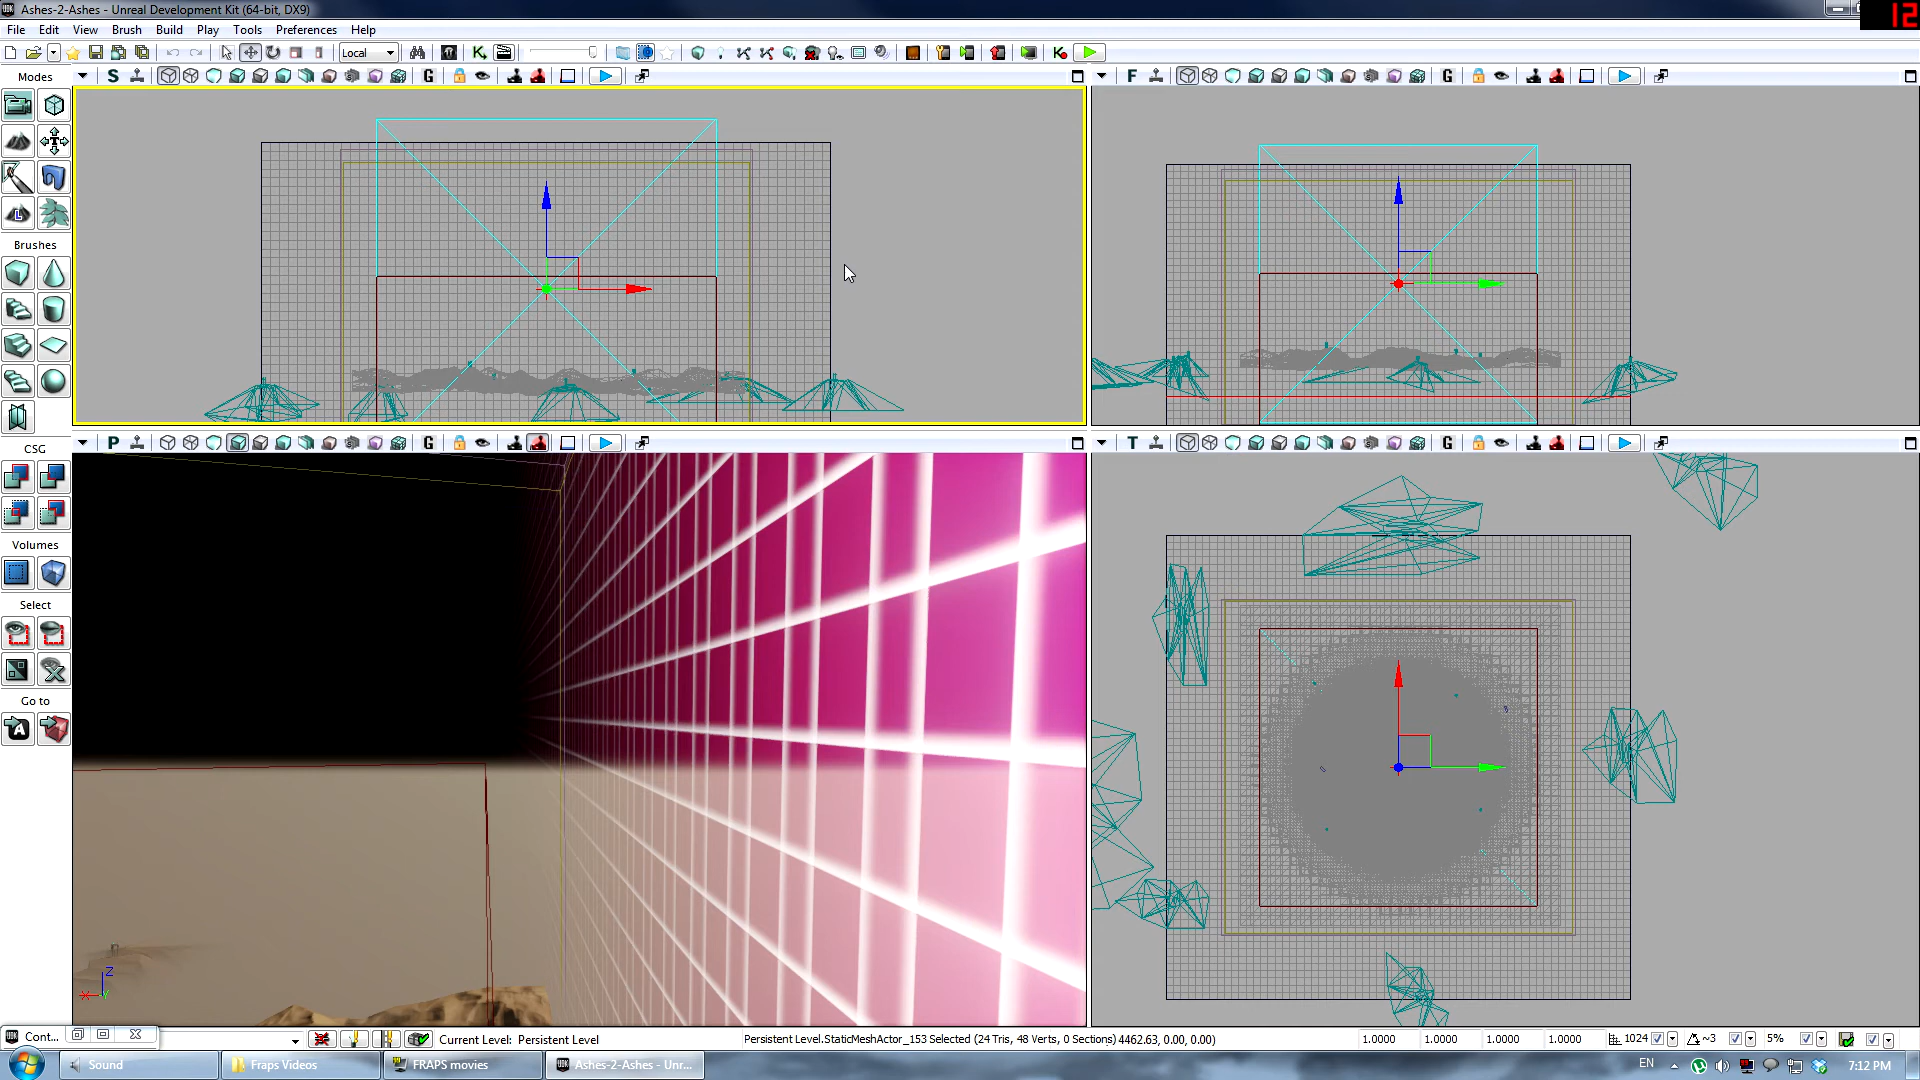 Ashes-2-Ashes - Unreal Development Kit (64-bit, DX9)
12
File Edit View Brush Build Play Tools Preferences Help
Local
Modes
S
G
F
G
Brushes
P
G
T
G
CSG
Volumes
Select
Go to
Z
X
Y
Cont...
Current Level: Persistent Level
Persistent Level.StaticMeshActor_153 Selected (24 Tris, 48 Verts, 0 Sections) 4462.63, 0.00, 0.00)
1.0000 1.0000 1.0000 1.0000
1024
~3
5%
Sound
Fraps Videos
FRAPS movies
Ashes-2-Ashes - Unr...
EN
7:12 PM